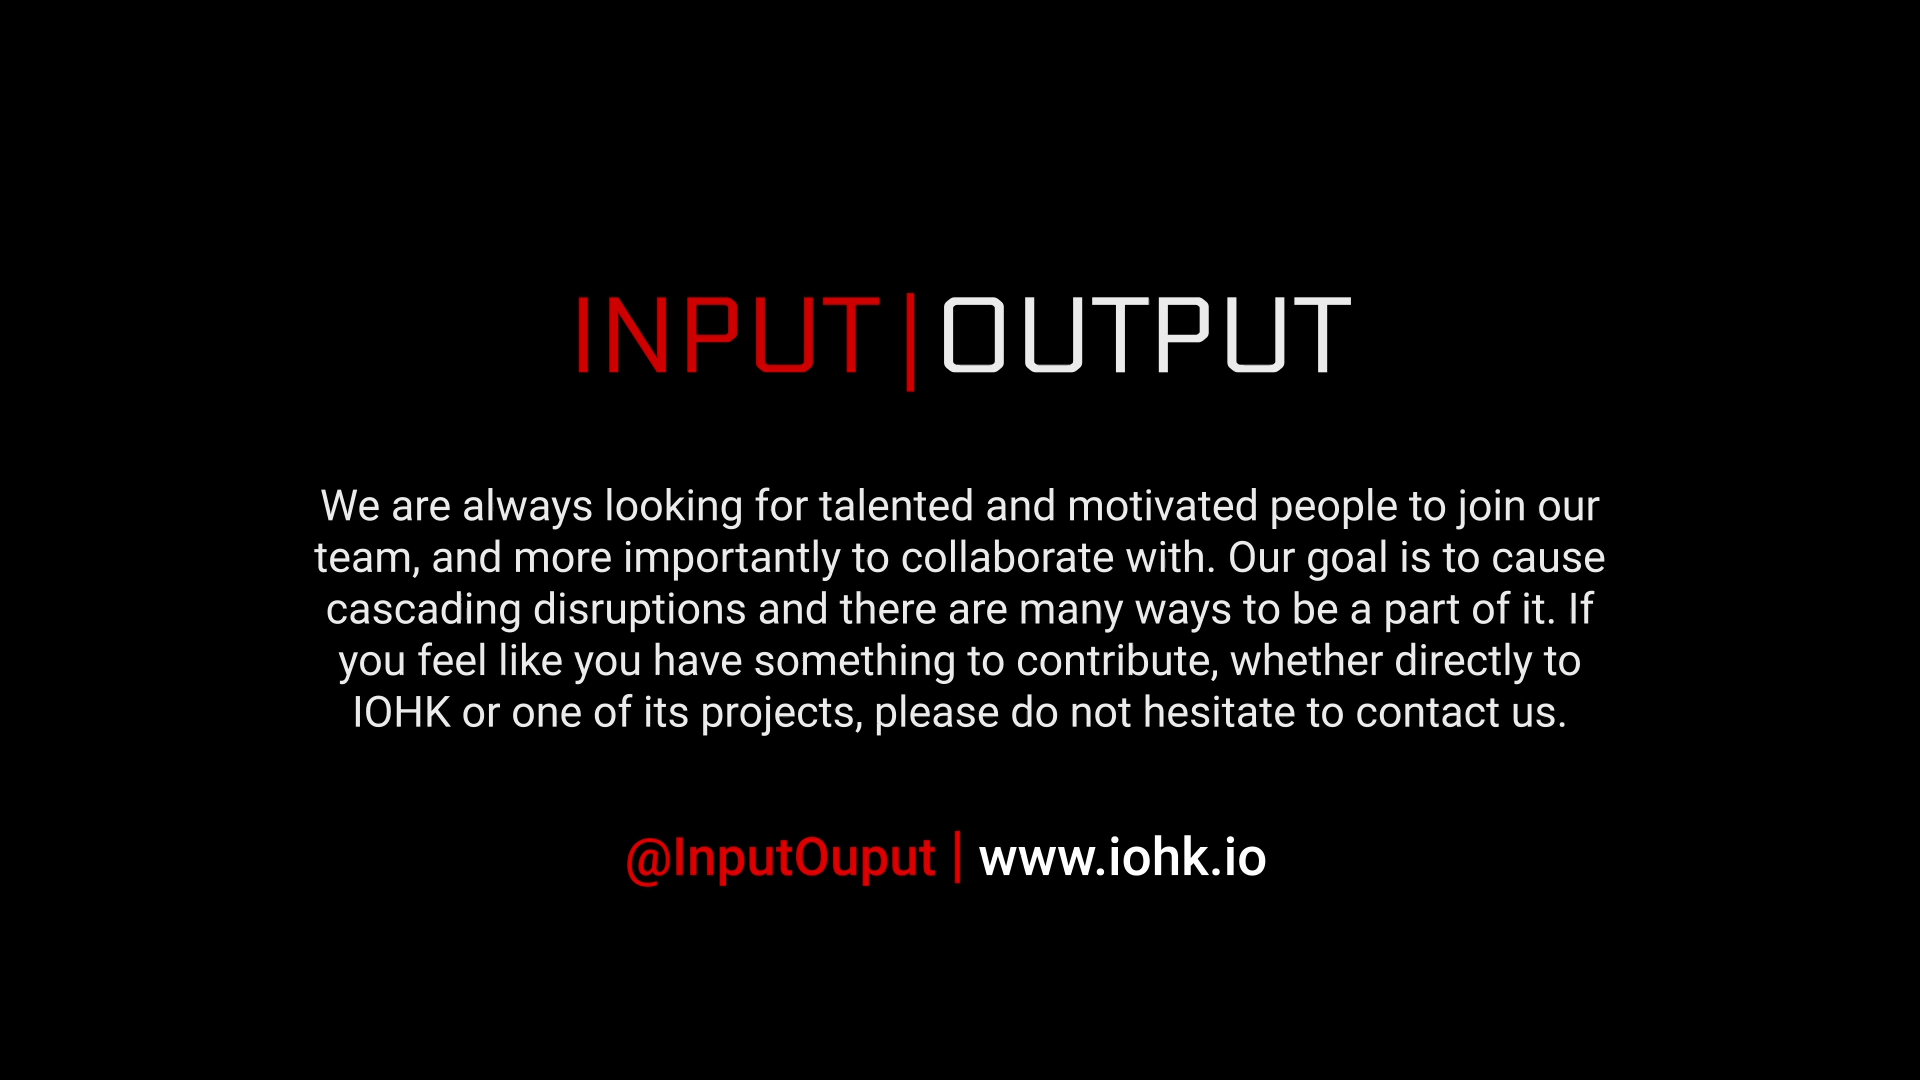 INPUT|OUTPUT
We are always looking for talented and motivated people to join our
team, and more importantly to collaborate with. Our goal is to cause
cascading disruptions and there are many ways to be a part of it. If
you feel like you have something to contribute, whether directly to
IOHK or one of its projects, please do not hesitate to contact us.
@InputOuput | www.iohk.io